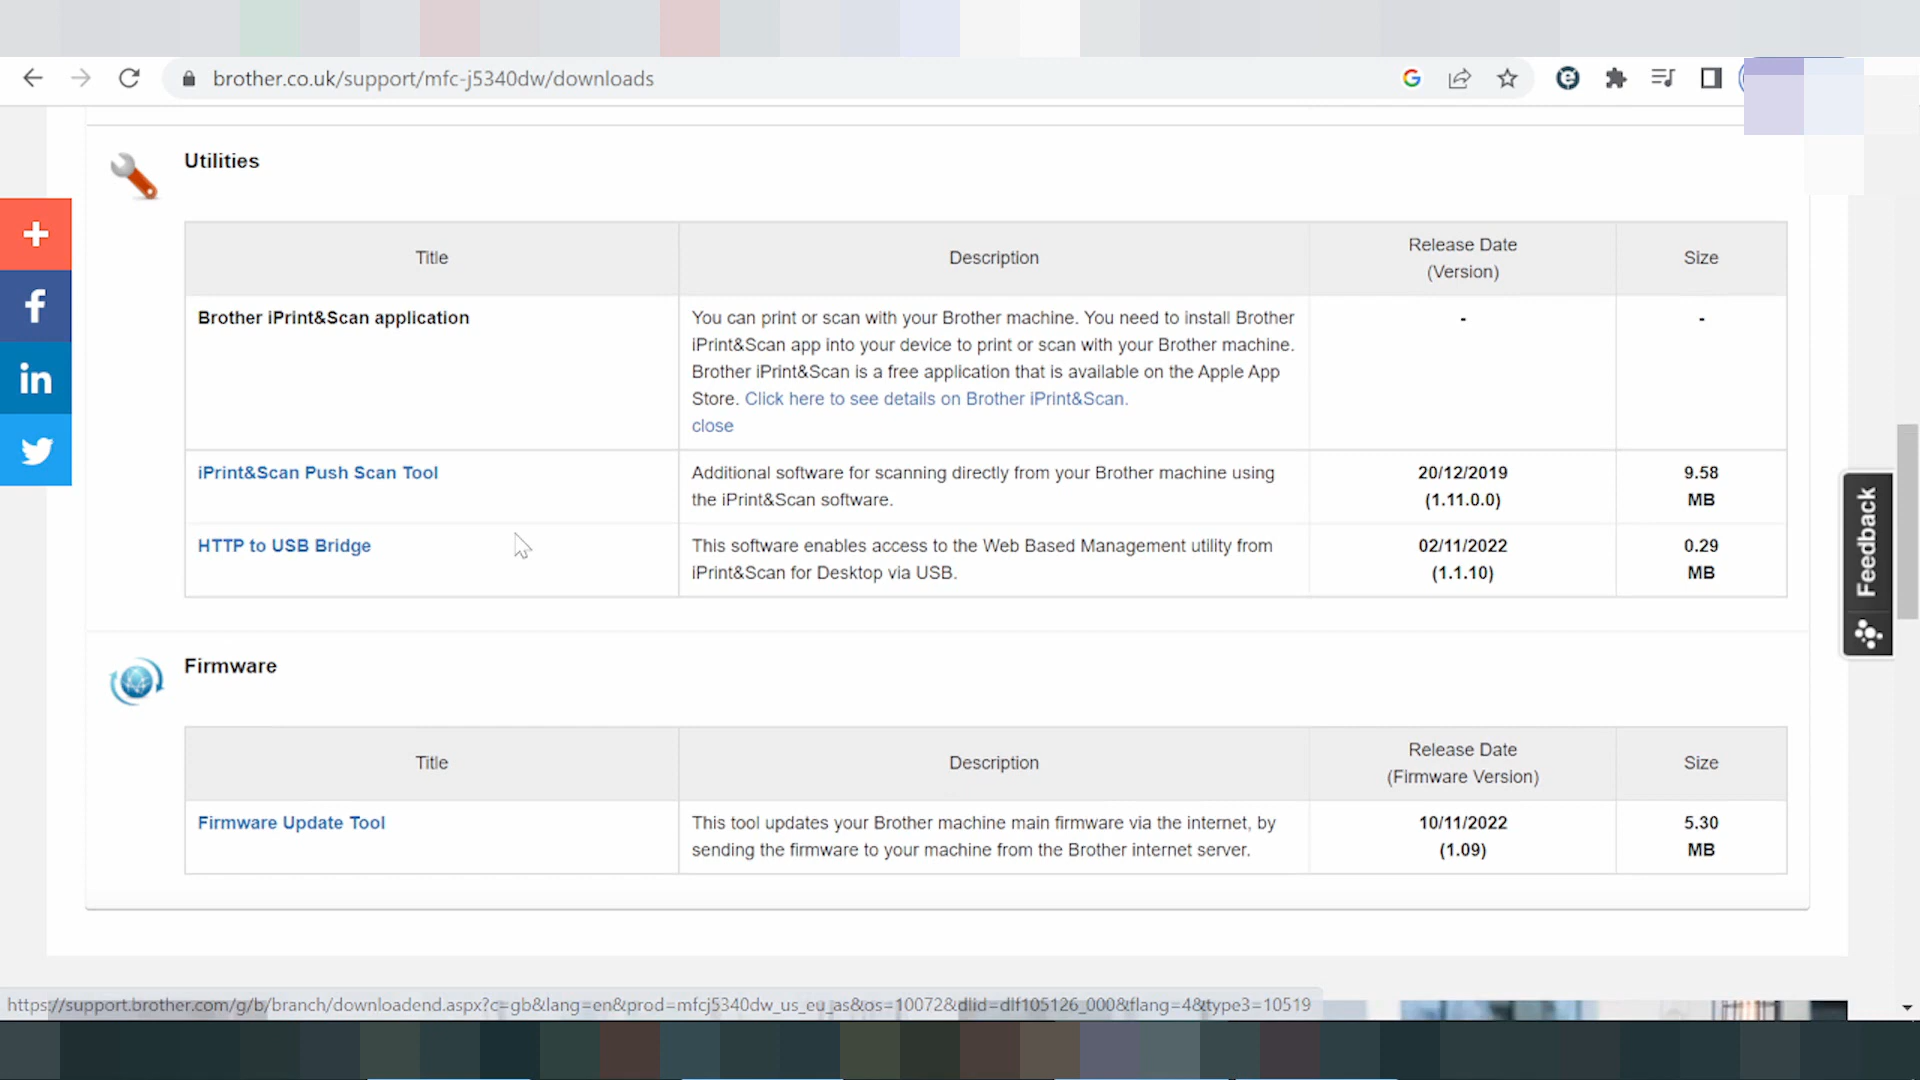 brother.co.uk/support/mfc-j5340dw/downloads
Utilities
Title
Description
Release Date
(Version)
Size
Brother iPrint&Scan application
You can print or scan with your Brother machine. You need to install Brother
iPrint&Scan app into your device to print or scan with your Brother machine.
Brother iPrint&Scan is a free application that is available on the Apple App
Store. Click here to see details on Brother iPrint&Scan.
close
-
-
iPrint&Scan Push Scan Tool
Additional software for scanning directly from your Brother machine using
the iPrint&Scan software.
20/12/2019
(1.11.0.0)
9.58
MB
HTTP to USB Bridge
This software enables access to the Web Based Management utility from
iPrint&Scan for Desktop via USB.
02/11/2022
(1.1.10)
0.29
MB
Firmware
Title
Description
Release Date
(Firmware Version)
Size
Firmware Update Tool
This tool updates your Brother machine main firmware via the internet, by
sending the firmware to your machine from the Brother internet server.
10/11/2022
(1.09)
5.30
MB
Feedback
https://support.brother.com/g/b/branch/downloadend.aspx?c=gb&lang=en&prod=mfcj5340dw_us_eu_as&os=10072&dlid=dlf105126_000&flang=4&type3=10519